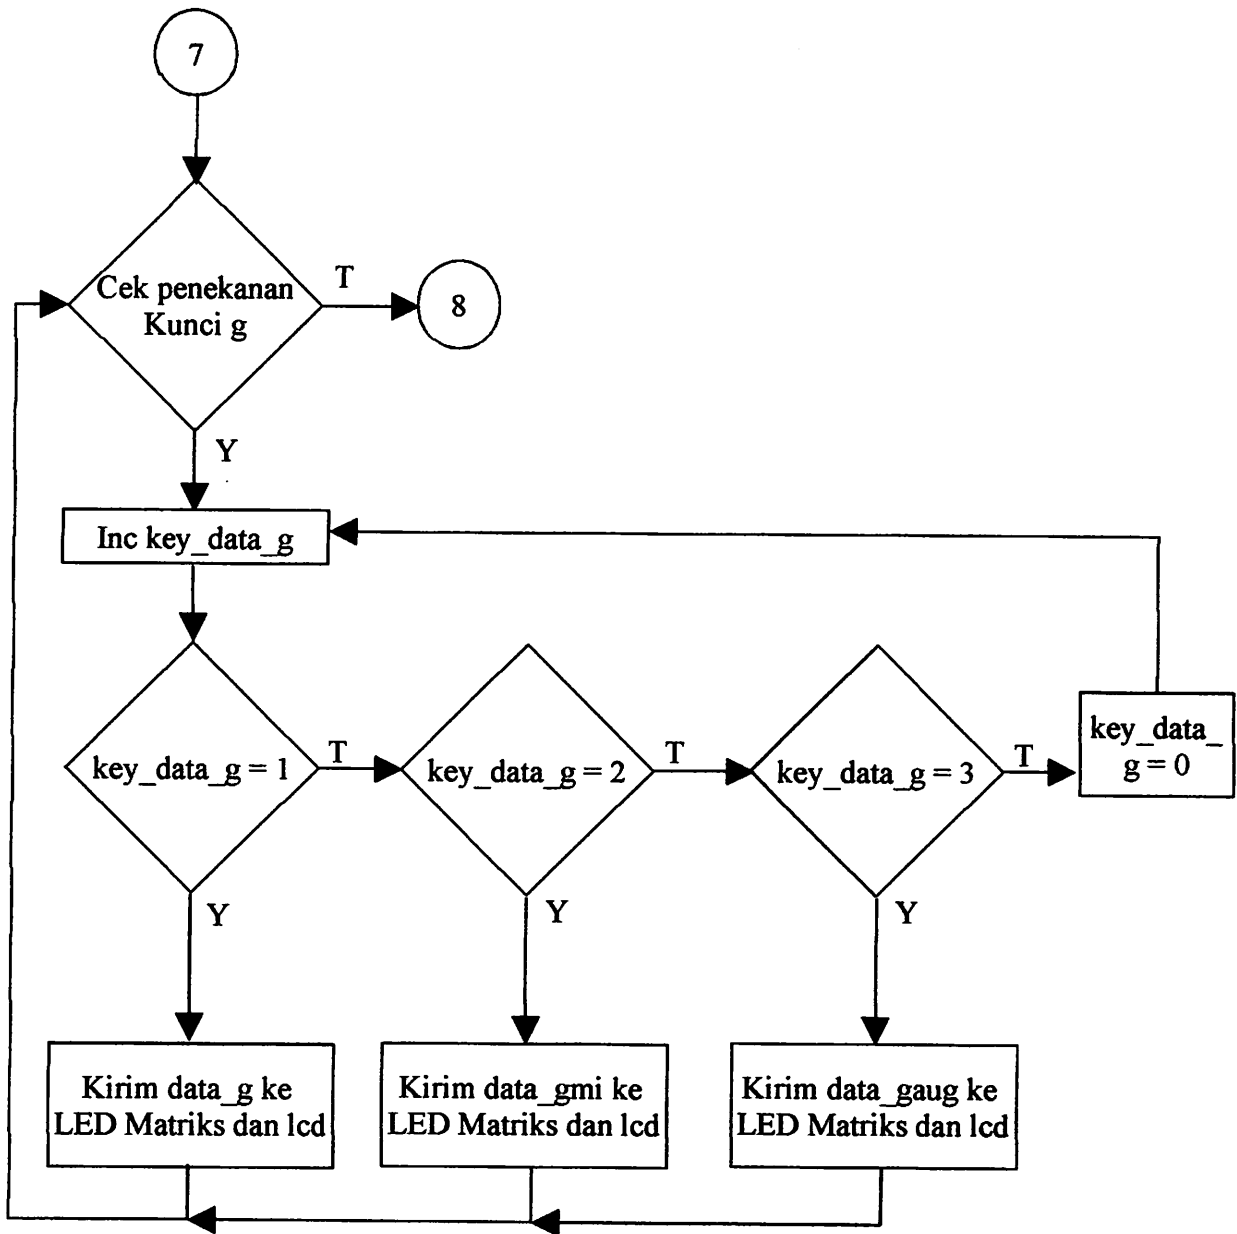 7
Cek penekanan
Kunci g
T
8
Y
Inc key_data_g
key_data_g = 1
T
key_data_g = 2
T
key_data_g = 3
T
key_data_
g = 0
Y
Y
Y
Kirim data_g ke
LED Matriks dan lcd
Kirim data_gmi ke
LED Matriks dan lcd
Kirim data_gaug ke
LED Matriks dan lcd